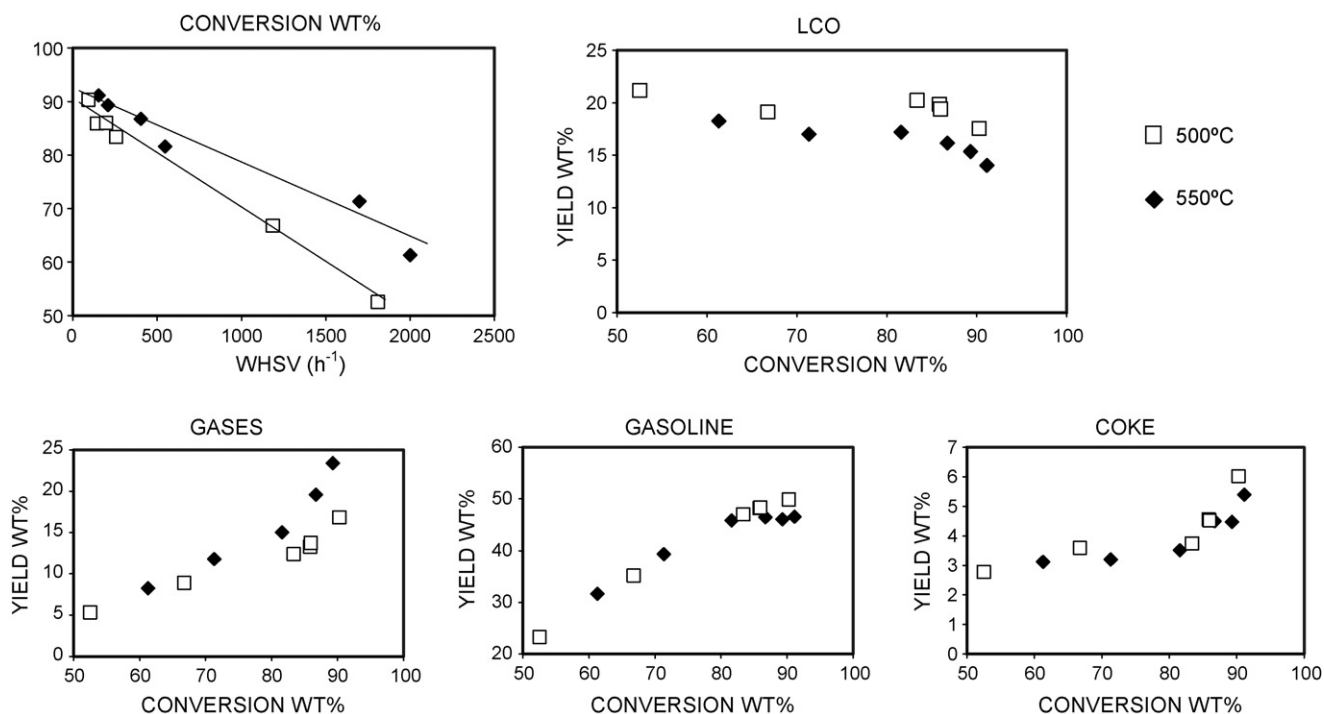 CONVERSION WT%
100
90
80
70
60
50
0 500 1000 1500 2000 2500
WHSV (h⁻¹)
LCO
YIELD WT%
25
20
15
10
5
0
50 60 70 80 90 100
CONVERSION WT%
500ºC
550ºC
GASES
YIELD WT%
25
20
15
10
5
0
50 60 70 80 90 100
CONVERSION WT%
GASOLINE
YIELD WT%
60
50
40
30
20
50 60 70 80 90 100
CONVERSION WT%
COKE
YIELD WT%
7
6
5
4
3
2
1
0
50 60 70 80 90 100
CONVERSION WT%